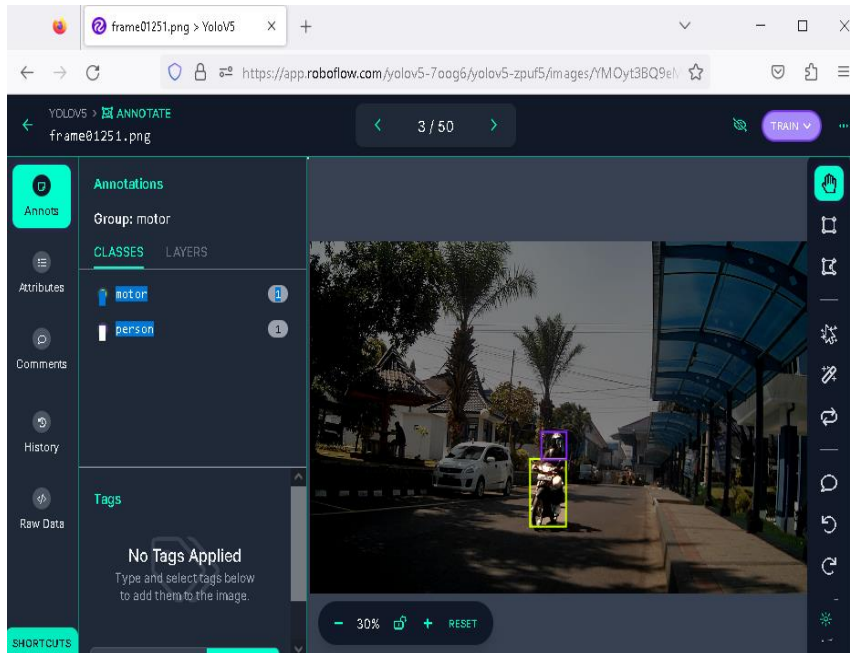 frame01251.png > YoloV5
https://app.roboflow.com/yolov5-7oog6/yolov5-zpuf5/images/YMOyt3BQ9eM
YOLOV5 > ANNOTATE
frame01251.png
3 / 50
TRAIN
Annots
Attributes
Comments
History
Raw Data
SHORTCUTS
Annotations
Group: motor
CLASSES LAYERS
motor 1
person 1
Tags
No Tags Applied
Type and select tags below
to add them to the image.
30% RESET